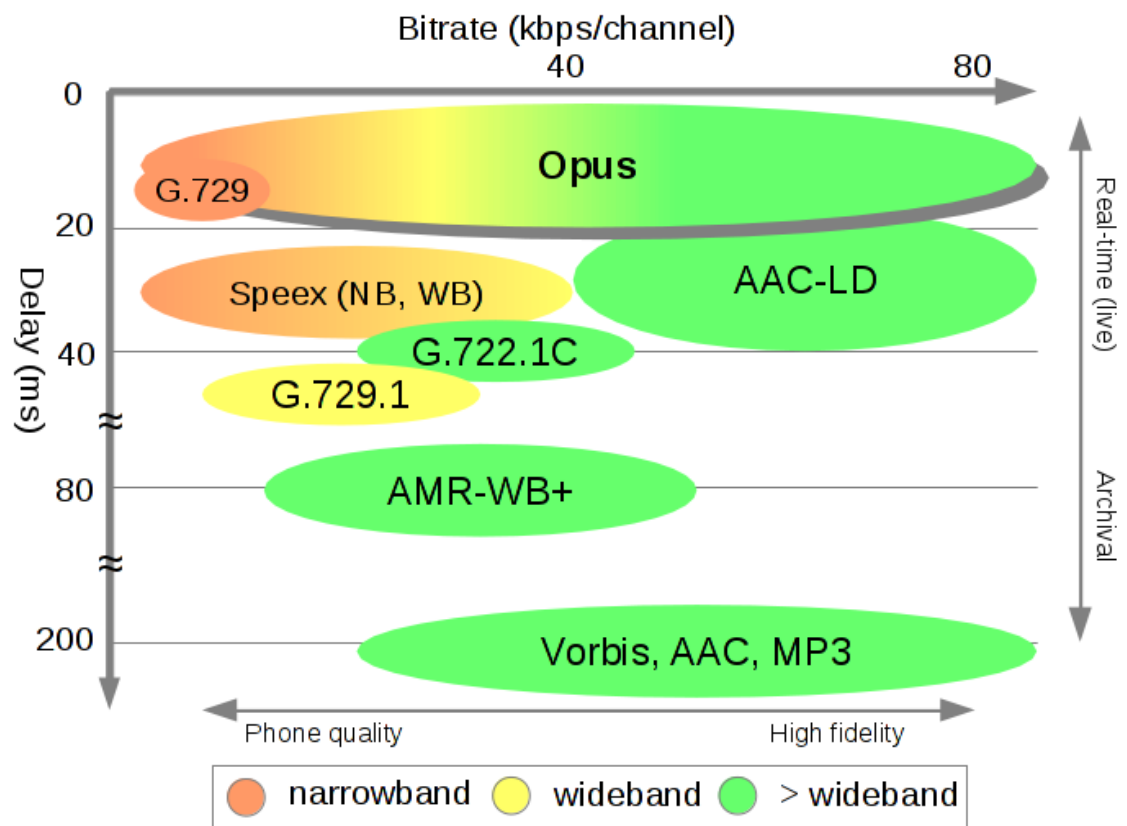 Bitrate (kbps/channel)
40
80
0
Opus
G.729
20
AAC-LD
Speex (NB, WB)
G.722.1C
40
G.729.1
Delay (ms)
≈
AMR-WB+
80
≈
Vorbis, AAC, MP3
200
Real-time (live)
Archival
Phone quality
High fidelity
narrowband
wideband
> wideband